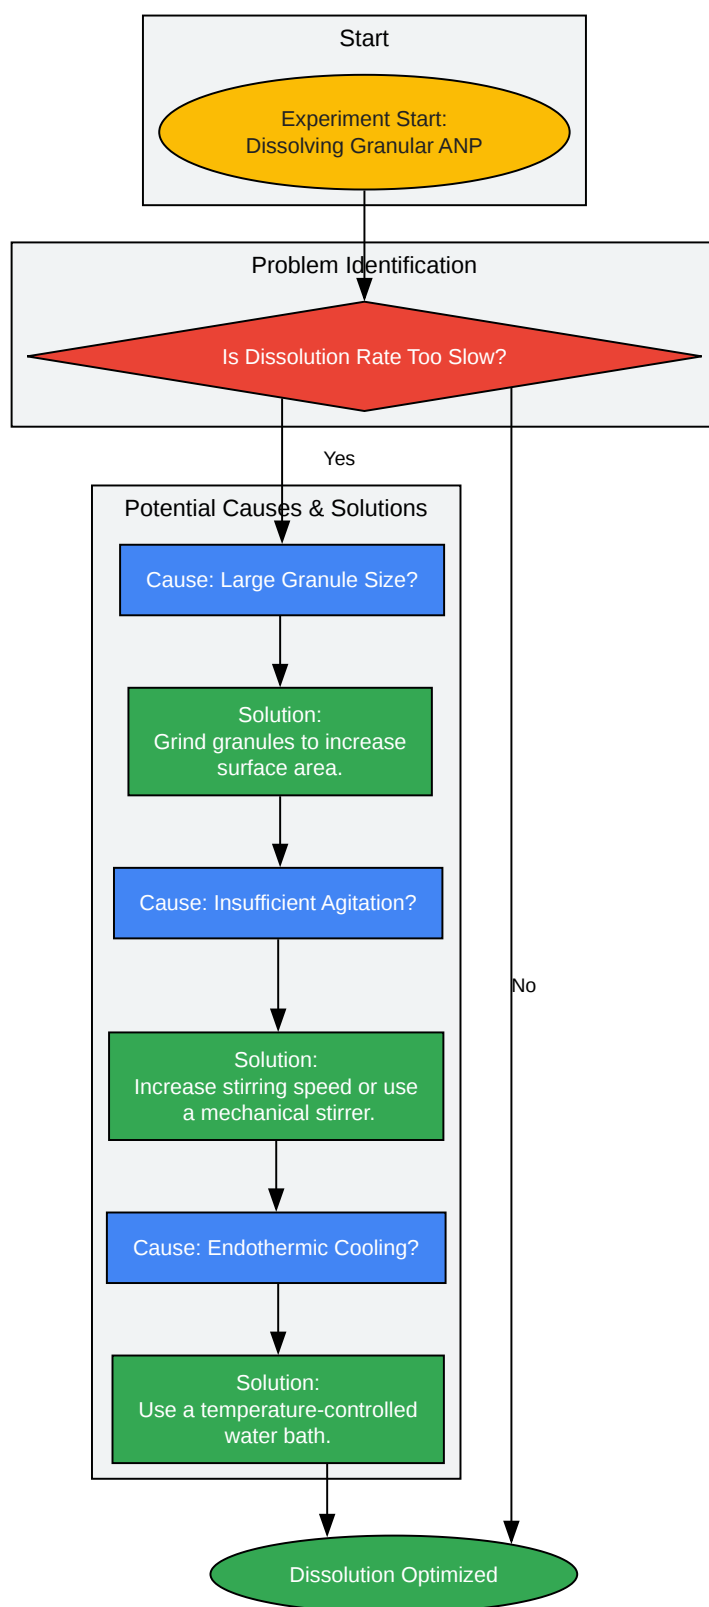 Start
Experiment Start:
Dissolving Granular ANP
Problem Identification
Is Dissolution Rate Too Slow?
Yes
Potential Causes & Solutions
Cause: Large Granule Size?
Solution:
Grind granules to increase
surface area.
Cause: Insufficient Agitation?
No
Solution:
Increase stirring speed or use
a mechanical stirrer.
Cause: Endothermic Cooling?
Solution:
Use a temperature-controlled
water bath.
Dissolution Optimized